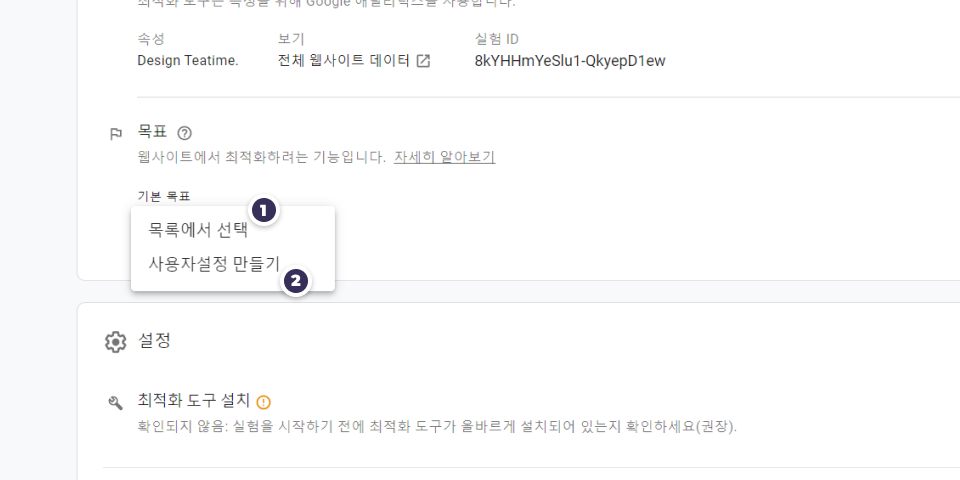 최적화 도구는 측정을 위해 Google 애널리틱스를 사용합니다.
속성 보기 실험 ID
Design Teatime. 전체 웹사이트 데이터 8kYHHmYeSlu1-QkyepD1ew
목표
웹사이트에서 최적화하려는 기능입니다. 자세히 알아보기
기본 목표
1
목록에서 선택
사용자설정 만들기
2
설정
최적화 도구 설치
확인되지 않음: 실험을 시작하기 전에 최적화 도구가 올바르게 설치되어 있는지 확인하세요(권장).